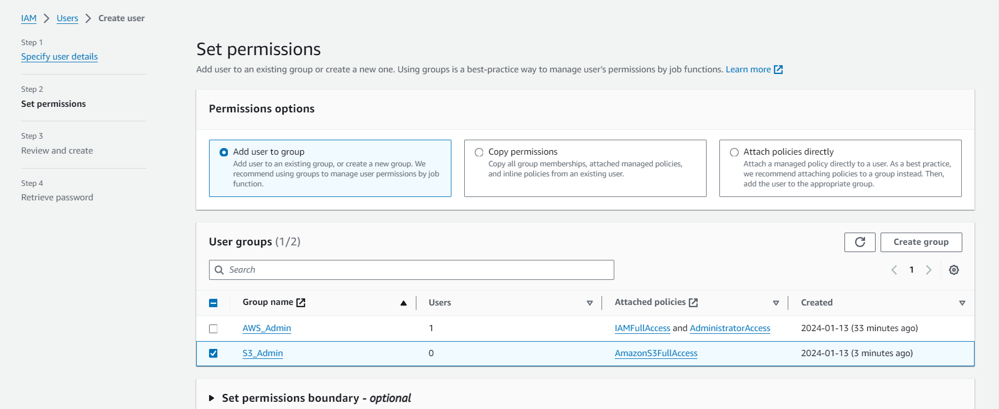 IAM > Users > Create user
Step 1
Specify user details
Step 2
Set permissions
Step 3
Review and create
Step 4
Retrieve password
Set permissions
Add user to an existing group or create a new one. Using groups is a best-practice way to manage user's permissions by job functions. Learn more
Permissions options
Add user to group
Add user to an existing group, or create a new group. We
recommend using groups to manage user permissions by job
function.
Copy permissions
Copy all group memberships, attached managed policies,
and inline policies from an existing user.
Attach policies directly
Attach a managed policy directly to a user. As a best practice,
we recommend attaching policies to a group instead. Then,
add the user to the appropriate group.
User groups (1/2)
Create group
Search
1
Group name Users Attached policies Created
AWS_Admin 1 IAMFullAccess and AdministratorAccess 2024-01-13 (33 minutes ago)
S3_Admin 0 AmazonS3FullAccess 2024-01-13 (3 minutes ago)
Set permissions boundary - optional